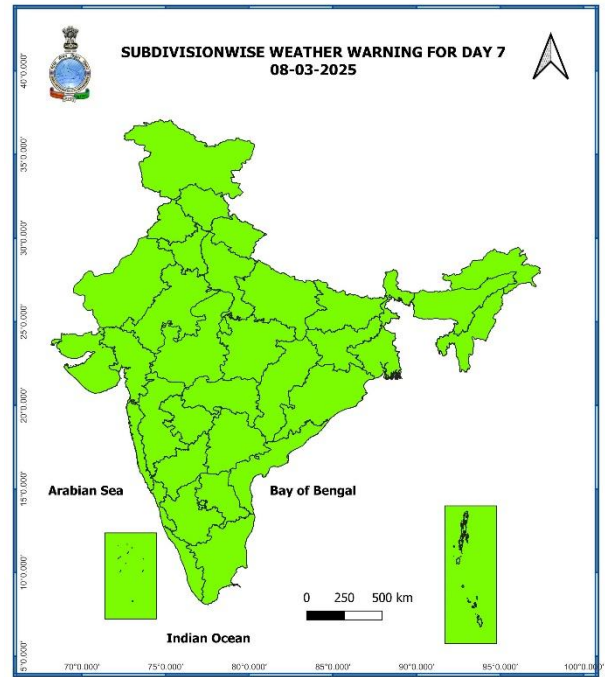 SUBDIVISIONWISE WEATHER WARNING FOR DAY 7
08-03-2025
40°0.000'
35°0.000'
30°0.000'
25°0.000'
20°0.000'
15°0.000'
10°0.000'
5°0.000'
Arabian Sea
Bay of Bengal
0 250 500 km
Indian Ocean
70°0.000' 75°0.000' 80°0.000' 85°0.000' 90°0.000' 95°0.000' 100°0.000'